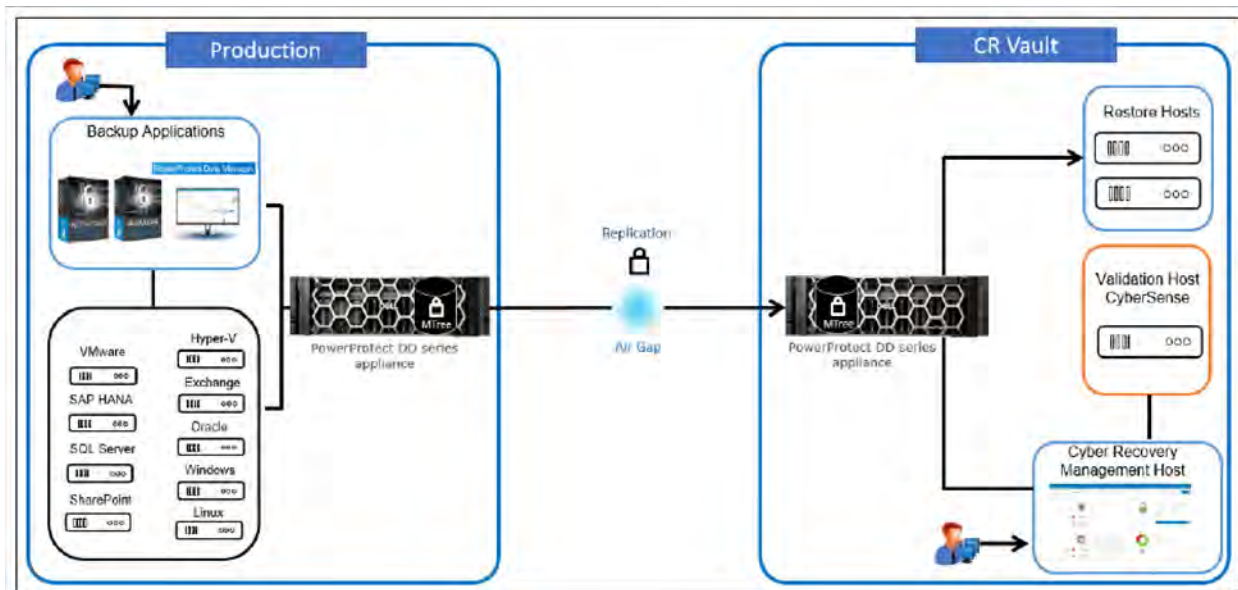 Production
CR Vault
Backup Applications
PowerProtect Data Manager
AVAMAR
Restore Hosts
Replication
Air Gap
Validation Host
CyberSense
MTree
PowerProtect DD series
appliance
MTree
PowerProtect DD series
appliance
VMware
SAP HANA
SQL Server
SharePoint
Hyper-V
Exchange
Oracle
Windows
Linux
Cyber Recovery
Management Host